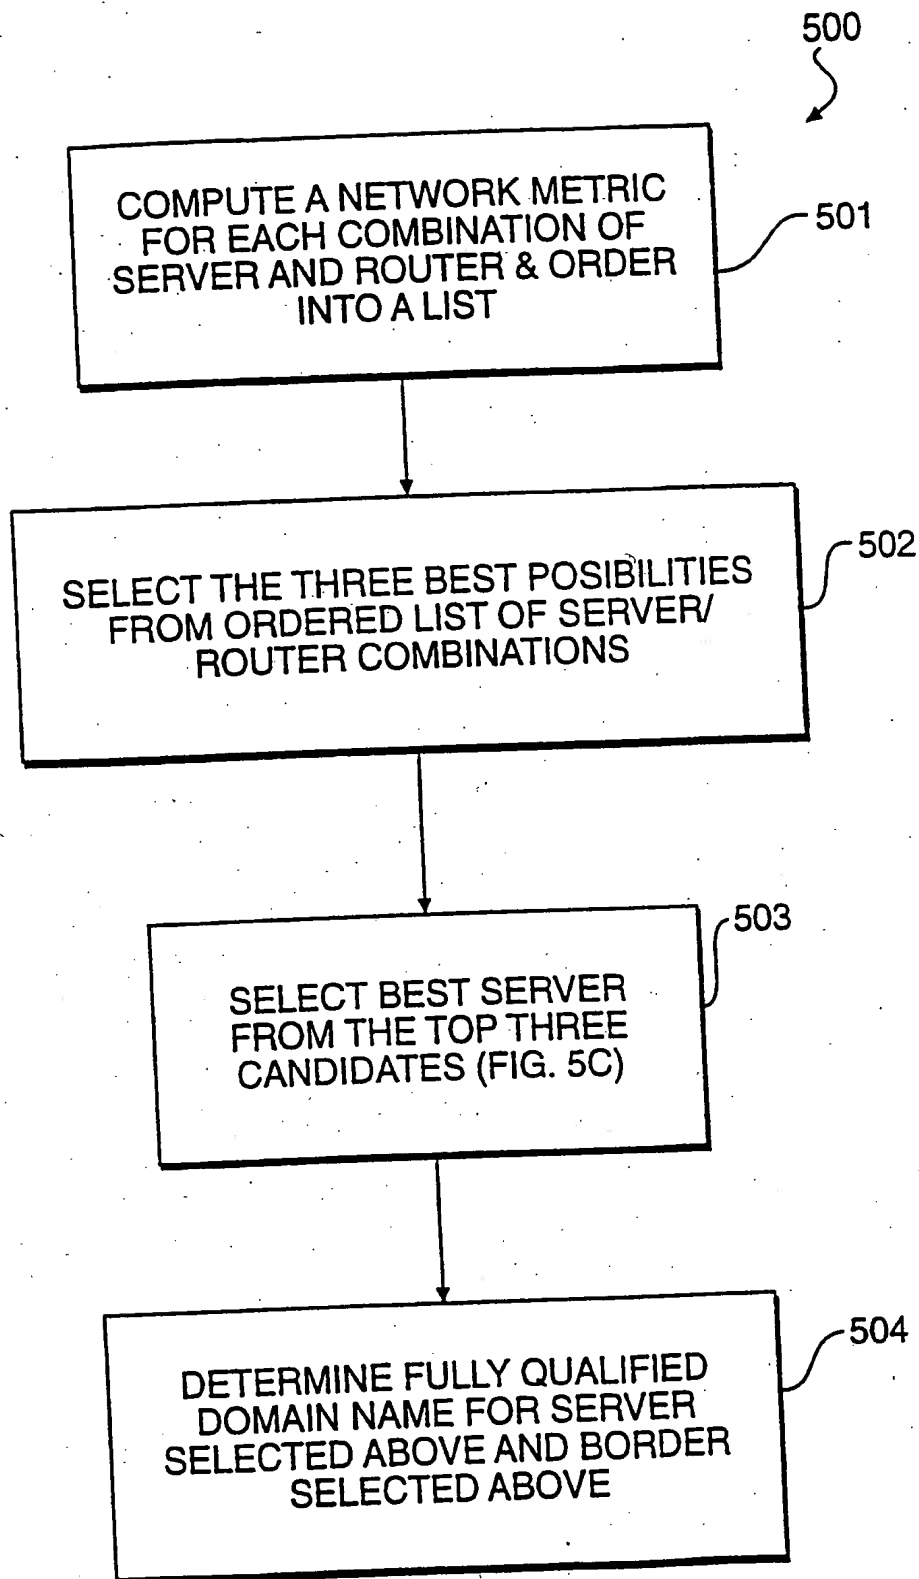 500
COMPUTE A NETWORK METRIC
FOR EACH COMBINATION OF
SERVER AND ROUTER & ORDER
INTO A LIST
501
SELECT THE THREE BEST POSIBILITIES
FROM ORDERED LIST OF SERVER/
ROUTER COMBINATIONS
502
SELECT BEST SERVER
FROM THE TOP THREE
CANDIDATES (FIG. 5C)
503
DETERMINE FULLY QUALIFIED
DOMAIN NAME FOR SERVER
SELECTED ABOVE AND BORDER
SELECTED ABOVE
504